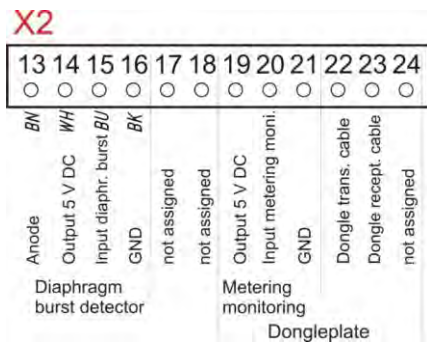 X2
13 14 15 16 17 18 19 20 21 22 23 24
BN WH BU BK
Anode
Output 5 V DC
Input diaphr. burst
GND
not assigned
not assigned
Output 5 V DC
Input metering moni.
GND
Dongle trans. cable
Dongle recept. cable
not assigned
Diaphragm
burst detector
Metering
monitoring
Dongleplate